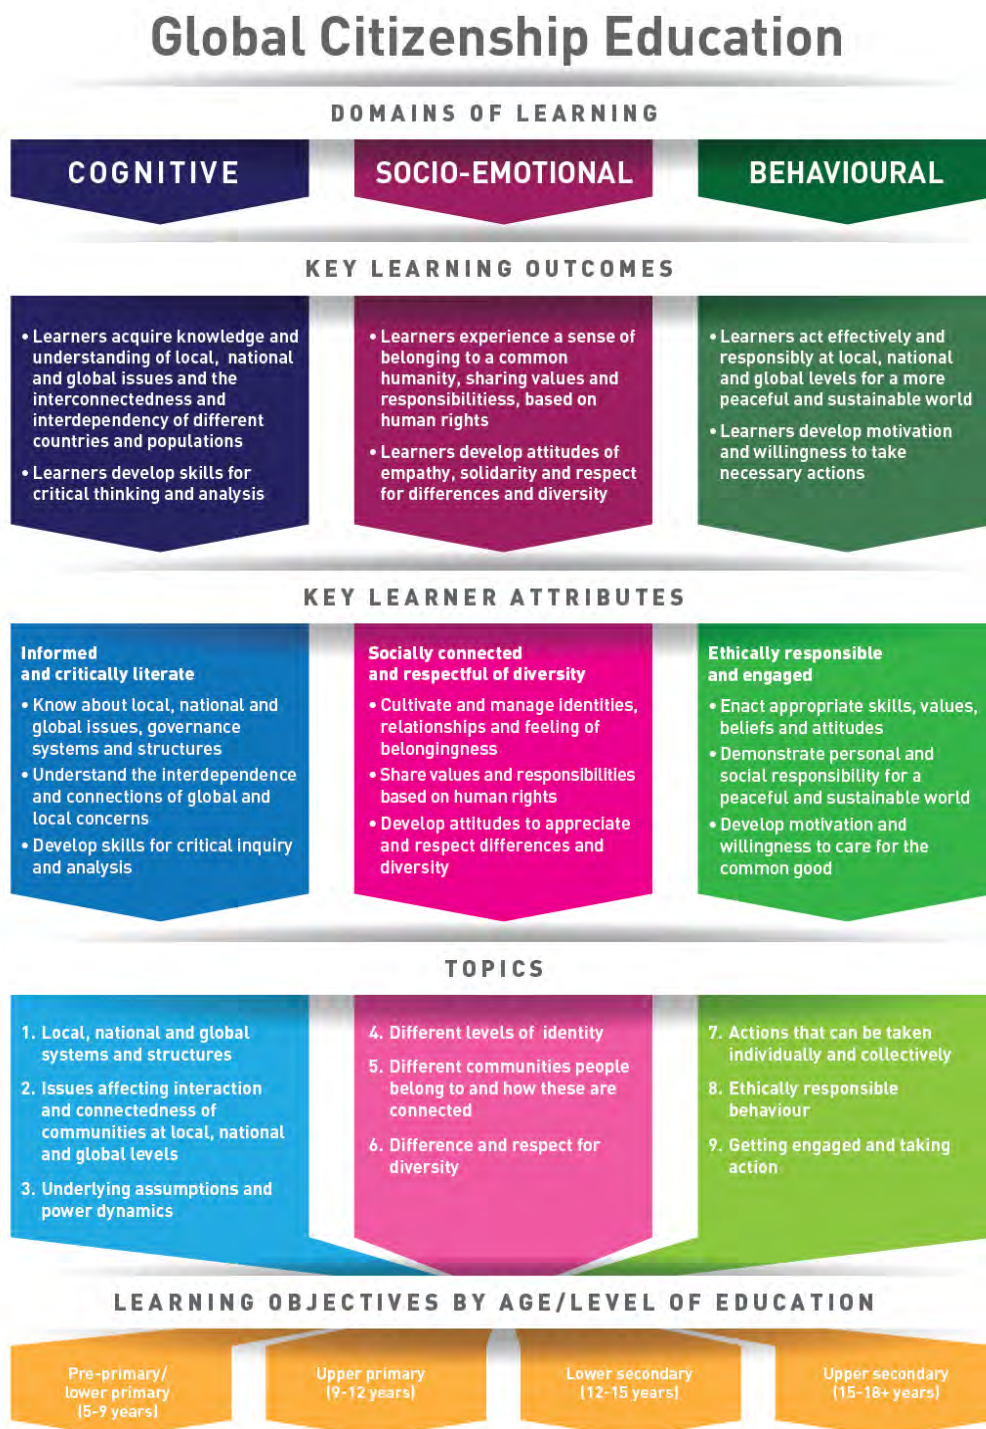 Global Citizenship Education
DOMAINS OF LEARNING
COGNITIVE
SOCIO-EMOTIONAL
BEHAVIOURAL
KEY LEARNING OUTCOMES
• Learners acquire knowledge and
understanding of local, national
and global issues and the
interconnectedness and
interdependency of different
countries and populations
• Learners develop skills for
critical thinking and analysis
• Learners experience a sense of
belonging to a common
humanity, sharing values and
responsibilitiess, based on
human rights
• Learners develop attitudes of
empathy, solidarity and respect
for differences and diversity
• Learners act effectively and
responsibly at local, national
and global levels for a more
peaceful and sustainable world
• Learners develop motivation
and willingness to take
necessary actions
KEY LEARNER ATTRIBUTES
Informed
and critically literate
• Know about local, national and
global issues, governance
systems and structures
• Understand the interdependence
and connections of global and
local concerns
• Develop skills for critical inquiry
and analysis
Socially connected
and respectful of diversity
• Cultivate and manage identities,
relationships and feeling of
belongingness
• Share values and responsibilities
based on human rights
• Develop attitudes to appreciate
and respect differences and
diversity
Ethically responsible
and engaged
• Enact appropriate skills, values,
beliefs and attitudes
• Demonstrate personal and
social responsibility for a
peaceful and sustainable world
• Develop motivation and
willingness to care for the
common good
TOPICS
1. Local, national and global
systems and structures
2. Issues affecting interaction
and connectedness of
communities at local, national
and global levels
3. Underlying assumptions and
power dynamics
4. Different levels of identity
5. Different communities people
belong to and how these are
connected
6. Difference and respect for
diversity
7. Actions that can be taken
individually and collectively
8. Ethically responsible
behaviour
9. Getting engaged and taking
action
LEARNING OBJECTIVES BY AGE/LEVEL OF EDUCATION
Pre-primary/
lower primary
(5-9 years)
Upper primary
(9-12 years)
Lower secondary
(12-15 years)
Upper secondary
(15-18+ years)